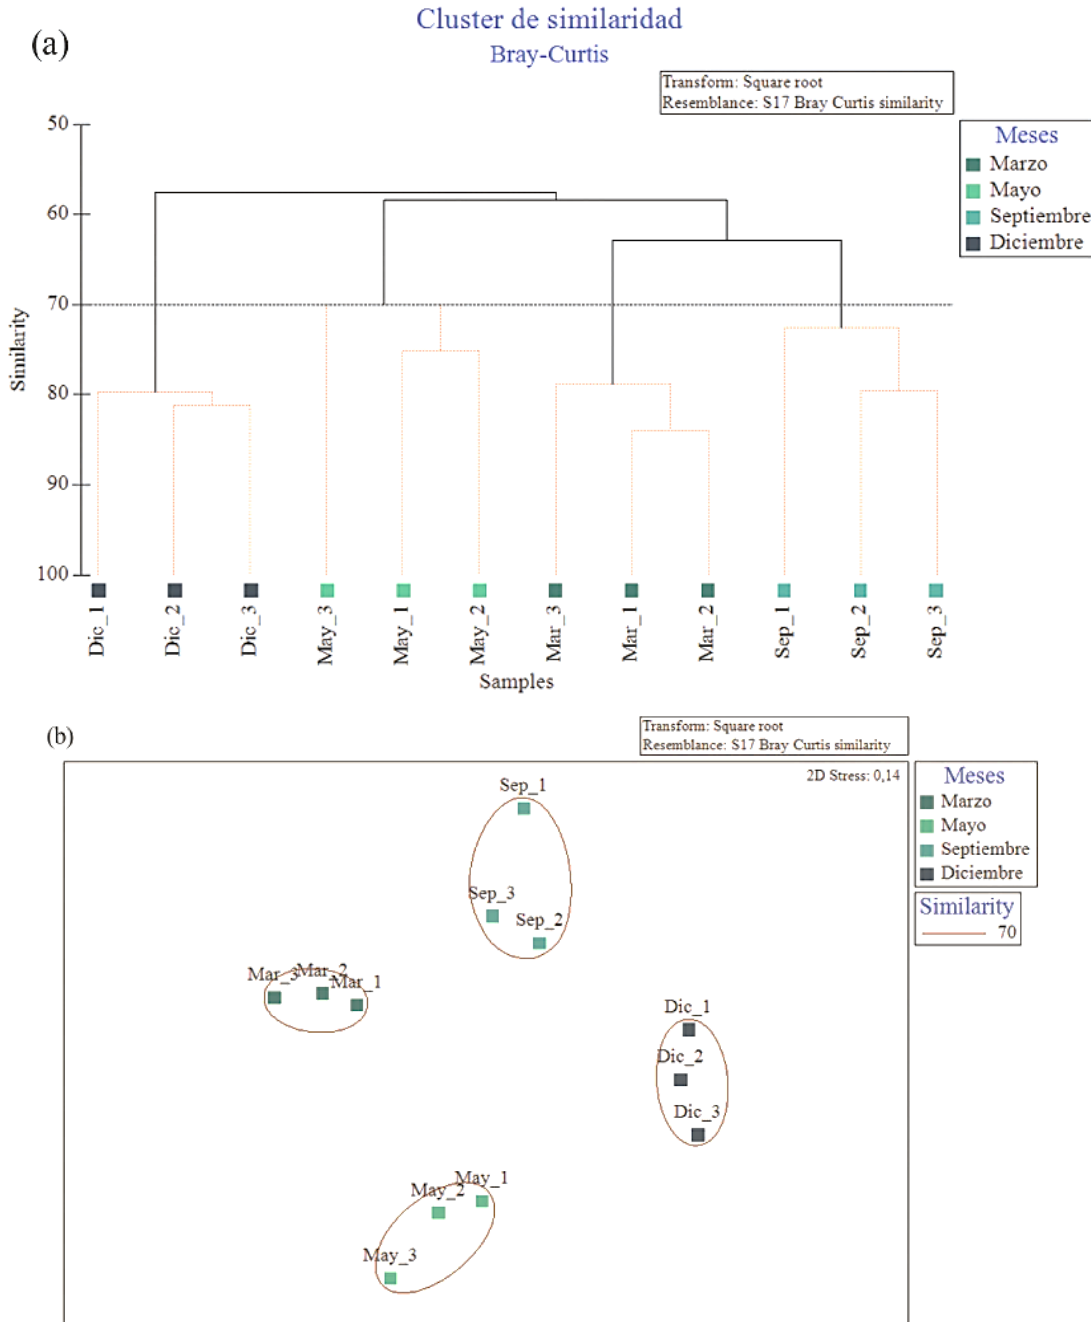 Cluster de similaridad
(a)
Bray-Curtis
Transform: Square root
Resemblance: S17 Bray Curtis similarity
Meses
Marzo
Mayo
Septiembre
Diciembre
50
60
70
80
90
100
Similarity
Dic_1
Dic_2
Dic_3
May_3
May_1
May_2
Mar_3
Mar_1
Mar_2
Sep_1
Sep_2
Sep_3
Samples
(b)
Transform: Square root
Resemblance: S17 Bray Curtis similarity
2D Stress: 0,14
Meses
Marzo
Mayo
Septiembre
Diciembre
Similarity
70
Sep_1
Sep_3
Sep_2
Mar_3
Mar_2
Mar_1
Dic_1
Dic_2
Dic_3
May_1
May_2
May_3